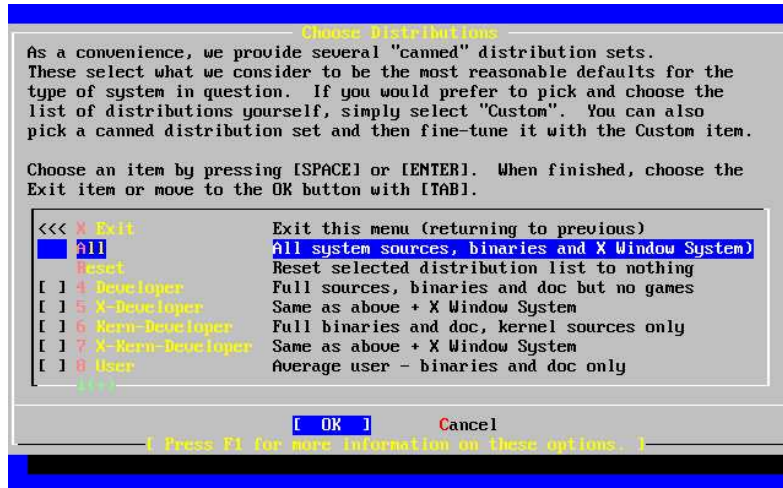 Choose Distributions
As a convenience, we provide several "canned" distribution sets.
These select what we consider to be the most reasonable defaults for the
type of system in question.  If you would prefer to pick and choose the
list of distributions yourself, simply select "Custom".  You can also
pick a canned distribution set and then fine-tune it with the Custom item.
Choose an item by pressing [SPACE] or [ENTER].  When finished, choose the
Exit item or move to the OK button with [TAB].
<<< X Exit Exit this menu (returning to previous)
All All system sources, binaries and X Window System)
Reset Reset selected distribution list to nothing
[ ] 4 Developer Full sources, binaries and doc but no games
[ ] 5 X-Developer Same as above + X Window System
[ ] 6 Kern-Developer Full binaries and doc, kernel sources only
[ ] 7 X-Kern-Developer Same as above + X Window System
[ ] 8 User Average user - binaries and doc only
[ OK ] Cancel
[ Press F1 for more information on these options. ]